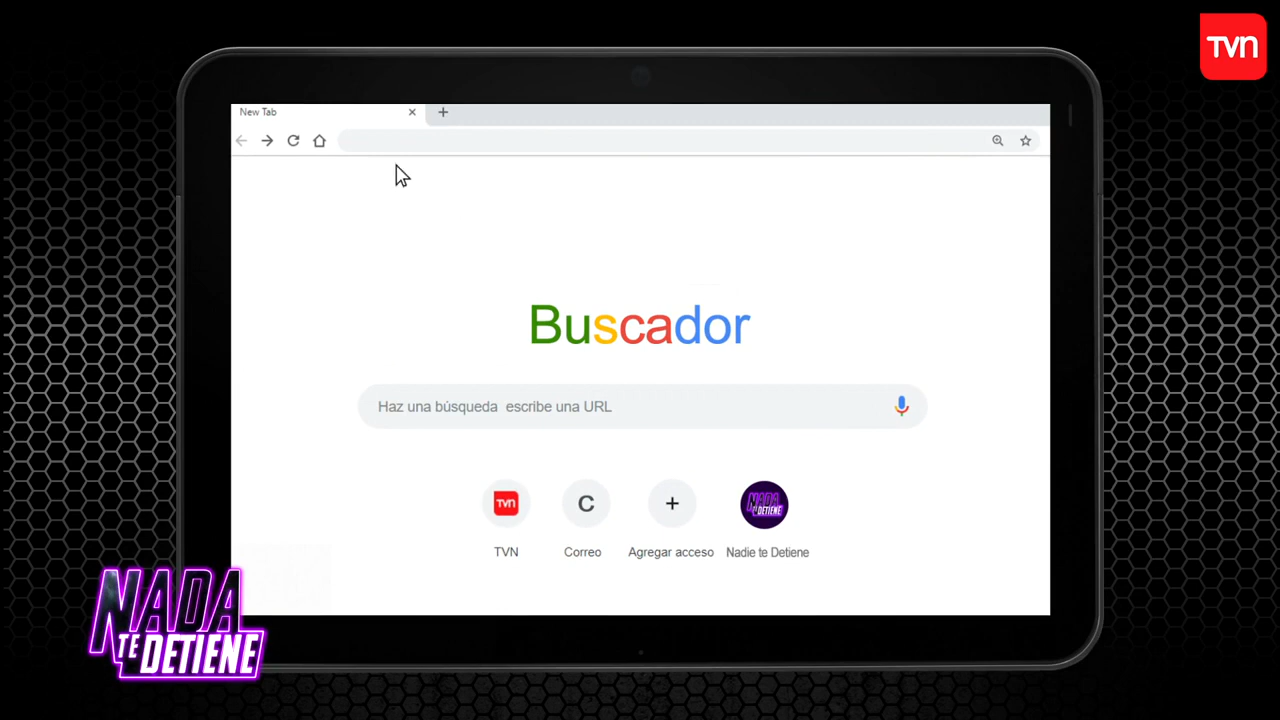 TVN
New Tab
Buscador
Haz una búsqueda  escribe una URL
TVN
C
NADA
TE DETIENE
TVN
Correo
Agregar acceso
Nadie te Detiene
NADA
TE DETIENE